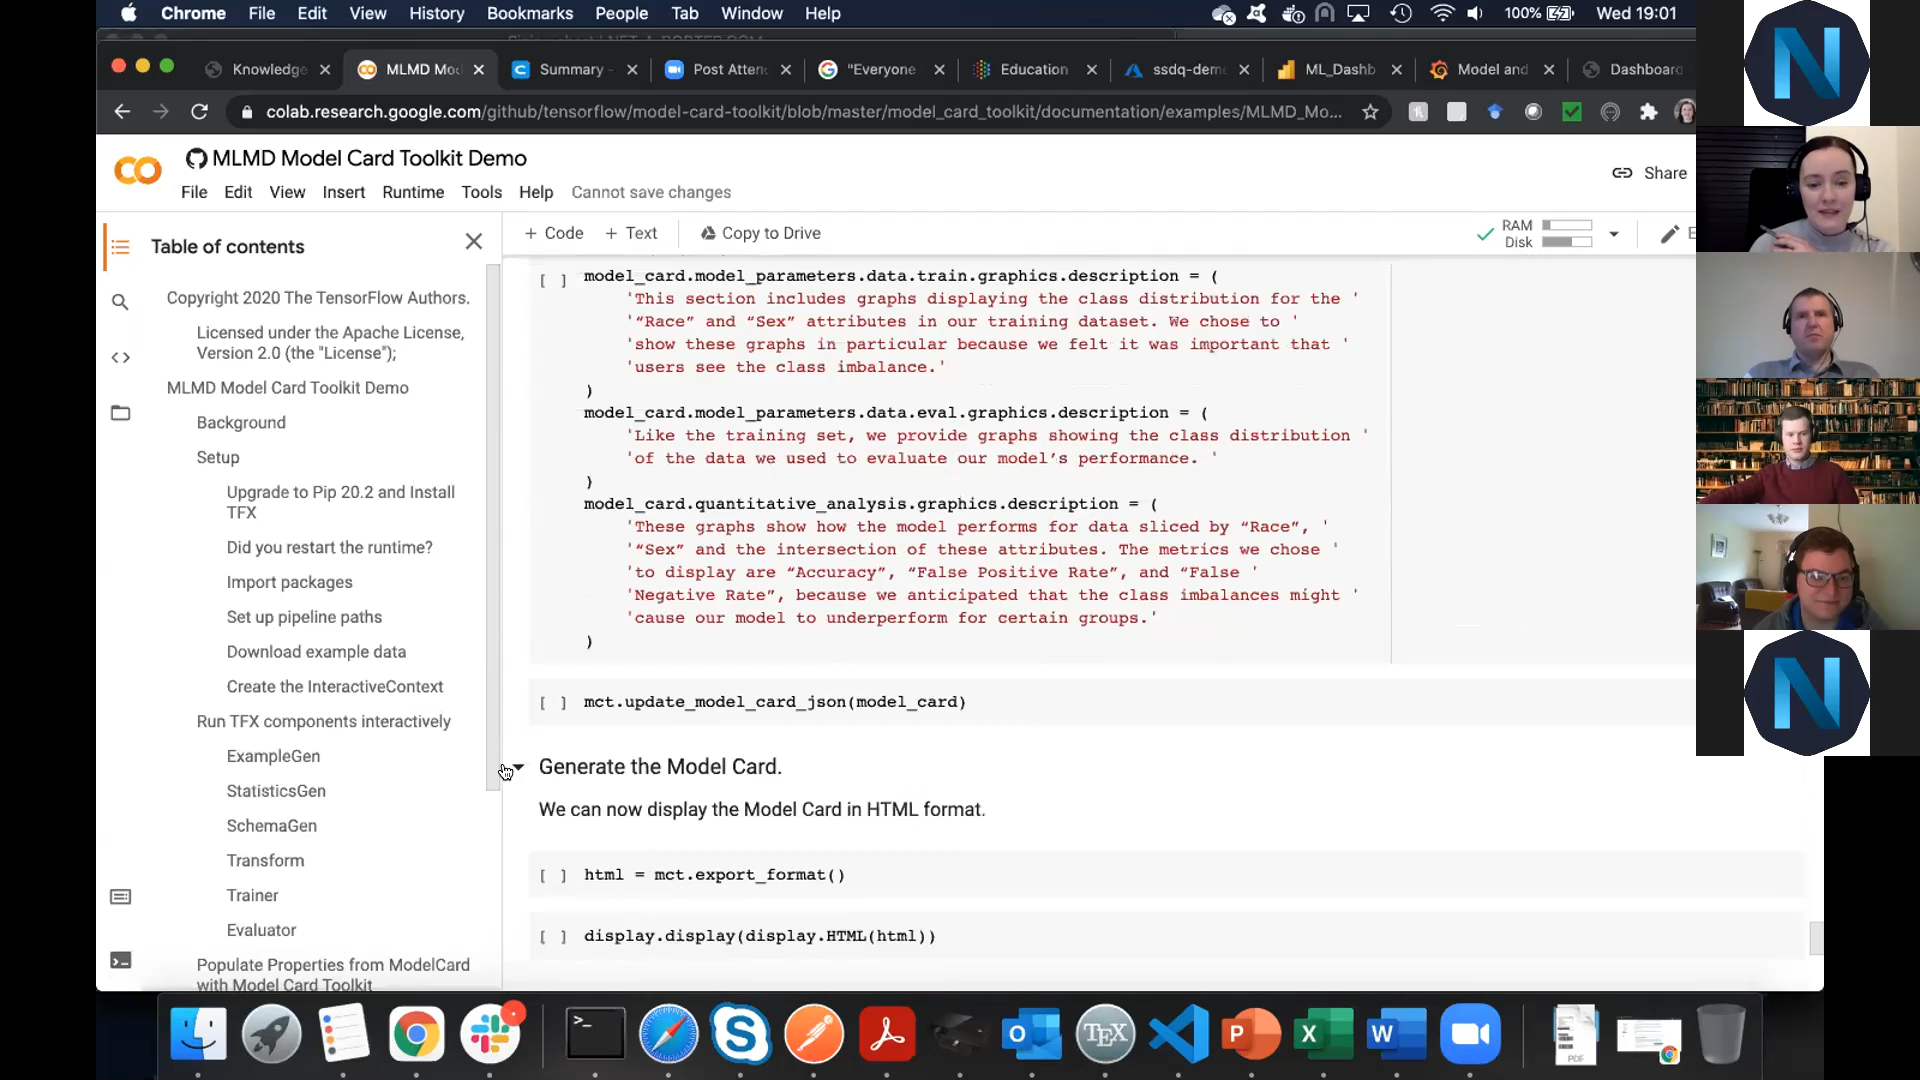 Chrome File Edit View History Bookmarks People Tab Window Help 100% Wed 19:01
Knowledge MLMD Mod Summary - Post Atten "Everyone Education ssdq-dem ML_Dashb Model and Dashboard
colab.research.google.com/github/tensorflow/model-card-toolkit/blob/master/model_card_toolkit/documentation/examples/MLMD_Mo...
MLMD Model Card Toolkit Demo
File Edit View Insert Runtime Tools Help Cannot save changes
Share
+ Code + Text Copy to Drive
RAM
Disk
Table of contents
Copyright 2020 The TensorFlow Authors.
Licensed under the Apache License,
Version 2.0 (the "License");
MLMD Model Card Toolkit Demo
Background
Setup
Upgrade to Pip 20.2 and Install
TFX
Did you restart the runtime?
Import packages
Set up pipeline paths
Download example data
Create the InteractiveContext
Run TFX components interactively
ExampleGen
StatisticsGen
SchemaGen
Transform
Trainer
Evaluator
Populate Properties from ModelCard
with Model Card Toolkit
[ ] model_card.model_parameters.data.train.graphics.description = (
'This section includes graphs displaying the class distribution for the '
'“Race” and “Sex” attributes in our training dataset. We chose to '
'show these graphs in particular because we felt it was important that '
'users see the class imbalance.'
)
model_card.model_parameters.data.eval.graphics.description = (
'Like the training set, we provide graphs showing the class distribution '
'of the data we used to evaluate our model’s performance. '
)
model_card.quantitative_analysis.graphics.description = (
'These graphs show how the model performs for data sliced by “Race”, '
'“Sex” and the intersection of these attributes. The metrics we chose '
'to display are “Accuracy”, “False Positive Rate”, and “False '
'Negative Rate”, because we anticipated that the class imbalances might '
'cause our model to underperform for certain groups.'
)
[ ] mct.update_model_card_json(model_card)
Generate the Model Card.
We can now display the Model Card in HTML format.
[ ] html = mct.export_format()
[ ] display.display(display.HTML(html))